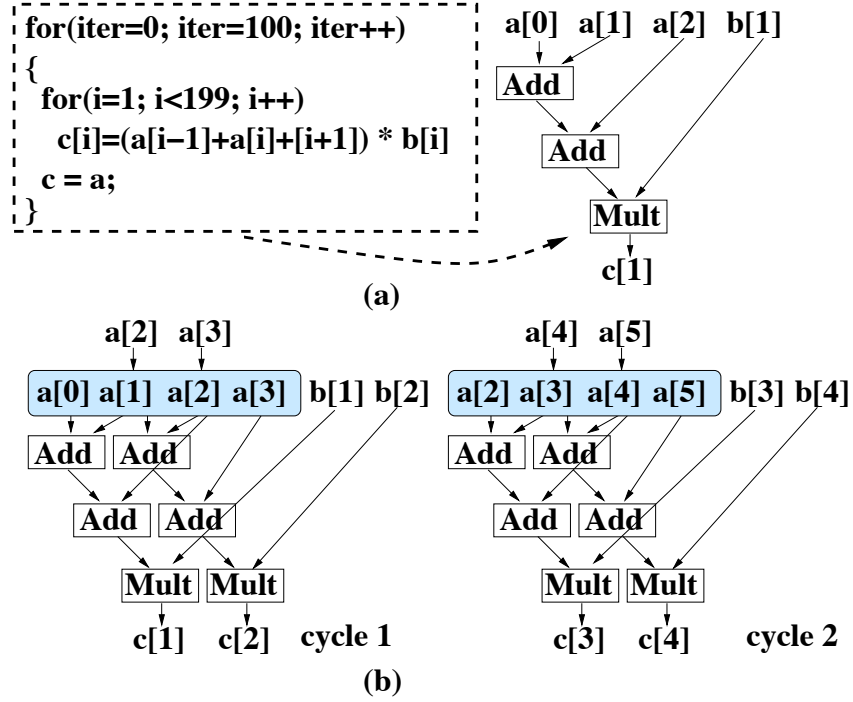 for(iter=0; iter=100; iter++)
{
for(i=1; i<199; i++)
c[i]=(a[i−1]+a[i]+[i+1]) * b[i]
c = a;
}
a[0] a[1] a[2] b[1]
Add
Add
Mult
c[1]
(a)
a[2] a[3]
a[0] a[1] a[2] a[3] b[1] b[2]
Add Add
Add Add
Mult Mult
c[1] c[2] cycle 1
a[4] a[5]
a[2] a[3] a[4] a[5] b[3] b[4]
Add Add
Add Add
Mult Mult
c[3] c[4] cycle 2
(b)